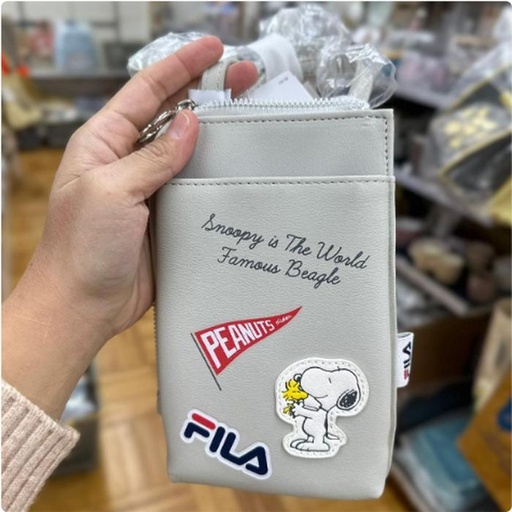 Snoopy is The World
Famous Beagle
PEANUTS
FILA
FILA